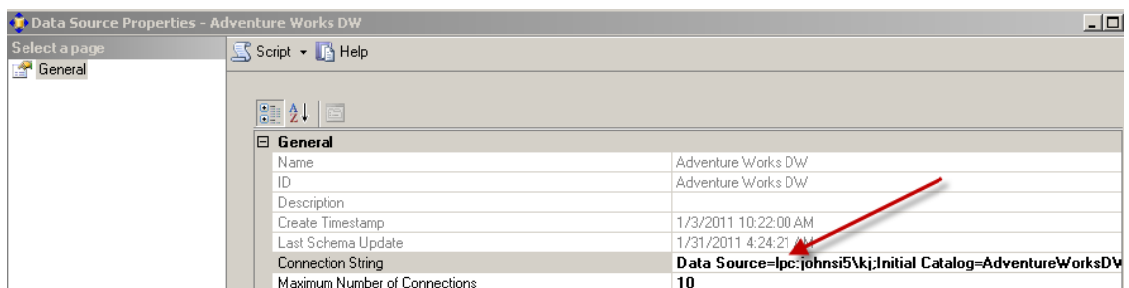 Data Source Properties - Adventure Works DW
Select a page
Script Help
General
General
Name Adventure Works DW
ID Adventure Works DW
Description
Create Timestamp 1/3/2011 10:22:00 AM
Last Schema Update 1/31/2011 4:24:21 AM
Connection String Data Source=lpc:johnsi5\kj;Initial Catalog=AdventureWorksDW
Maximum Number of Connections 10